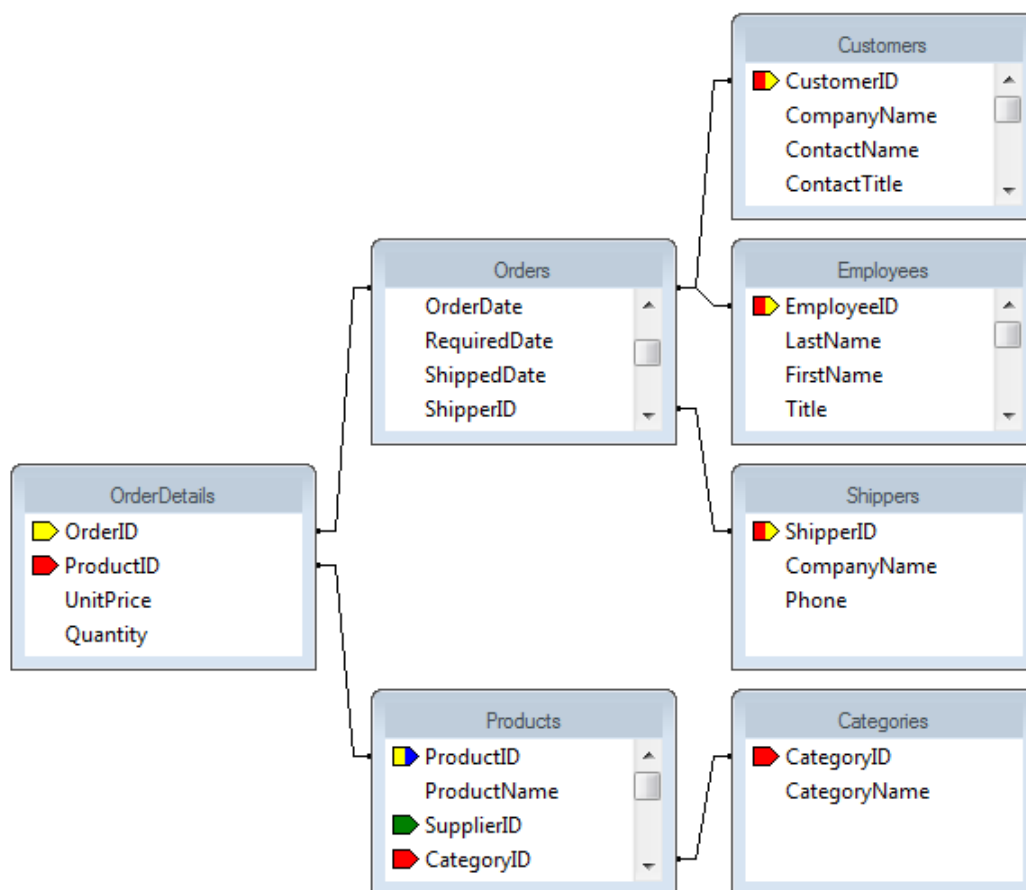 Customers
CustomerID
CompanyName
ContactName
ContactTitle
Orders
OrderDate
RequiredDate
ShippedDate
ShipperID
Employees
EmployeeID
LastName
FirstName
Title
OrderDetails
OrderID
ProductID
UnitPrice
Quantity
Shippers
ShipperID
CompanyName
Phone
Products
ProductID
ProductName
SupplierID
CategoryID
Categories
CategoryID
CategoryName